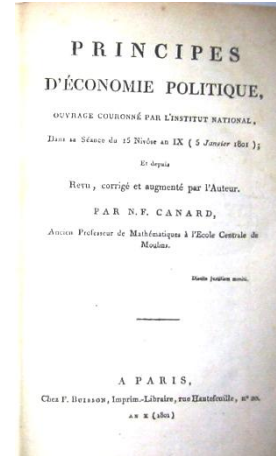 PRINCIPES
D'ÉCONOMIE POLITIQUE,
OUVRAGE COURONNÉ PAR L'INSTITUT NATIONAL,
Dans sa Séance du 15 Nivôse an IX ( 5 Janvier 1801 );
Et depuis
Revu, corrigé et augmenté par l'Auteur.
PAR N. F. CANARD,
Ancien Professeur de Mathématiques à l'Ecole Centrale de
Moulins.
A PARIS,
Chez F. BUISSON, Imprim.-Libraire, rue Hautefeuille, nº 20.
AN X (1801)